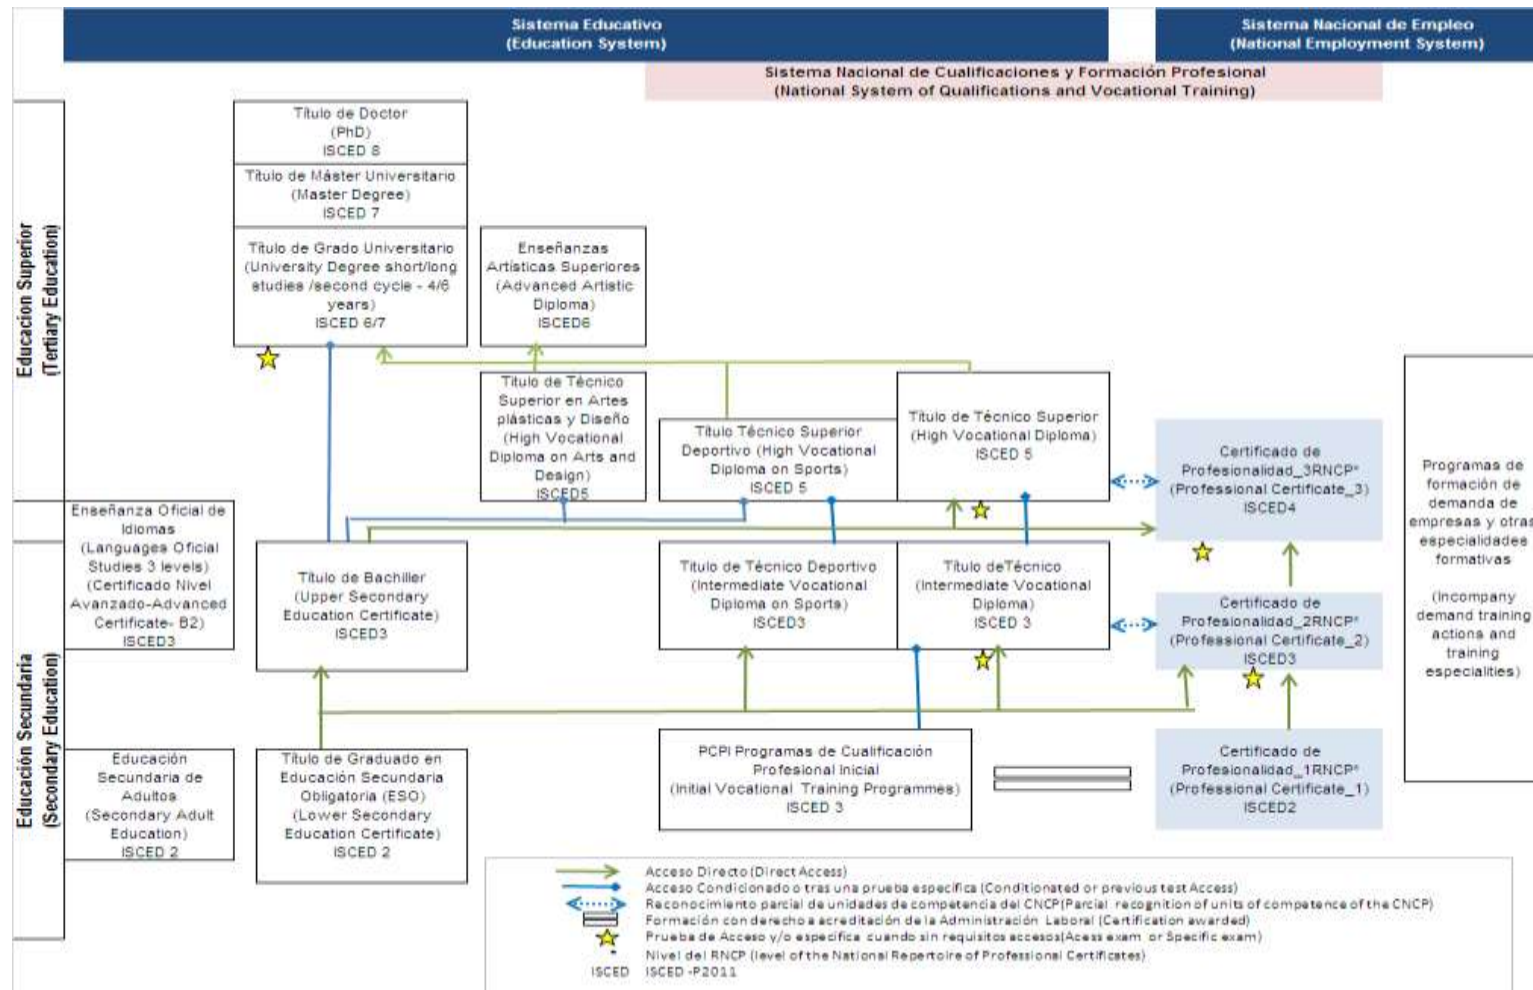 Sistema Educativo
(Education System)
Sistema Nacional de Empleo
(National Employment System)
Sistema Nacional de Cualificaciones y Formación Profesional
(National System of Qualifications and Vocational Training)
Educacion Superior
(Tertiary Education)
Título de Doctor
(PhD)
ISCED 8
Título de Máster Universitario
(Master Degree)
ISCED 7
Título de Grado Universitario
(University Degree short/long
studies /second cycle - 4/6
years)
ISCED 6/7
Enseñanzas
Artísticas Superiores
(Advanced Artistic
Diploma)
ISCED6
Título de Técnico
Superior en Artes
plásticas y Diseño
(High Vocational
Diploma on Arts and
Design)
ISCED5
Título Técnico Superior
Deportivo (High Vocational
Diploma on Sports)
ISCED 5
Título de Técnico Superior
(High Vocational Diploma)
ISCED 5
Certificado de
Profesionalidad_3RNCP*
(Professional Certificate_3)
ISCED4
Programas de
formación de
demanda de
empresas y otras
especialidades
formativas
(Incompany
demand training
actions and
training
especialities)
Educación Secundaria
(Secondary Education)
Enseñanza Oficial de
Idiomas
(Languages Oficial
Studies 3 levels)
(Certificado Nivel
Avanzado-Advanced
Certificate- B2)
ISCED3
Título de Bachiller
(Upper Secondary
Education Certificate)
ISCED3
Título de Técnico Deportivo
(Intermediate Vocational
Diploma on Sports)
ISCED3
Título deTécnico
(Intermediate Vocational
Diploma)
ISCED 3
Certificado de
Profesionalidad_2RNCP*
(Professional Certificate_2)
ISCED3
Educación
Secundaria de
Adultos
(Secondary Adult
Education)
ISCED 2
Título de Graduado en
Educación Secundaria
Obligatoria (ESO)
(Lower Secondary
Education Certificate)
ISCED 2
PCPI Programas de Cualificación
Profesional Inicial
(Initial Vocational Training Programmes)
ISCED 3
Certificado de
Profesionalidad_1RNCP*
(Professional Certificate_1)
ISCED2
Acceso Directo (Direct Access)
Acceso Condicionado o tras una prueba específica (Conditionated or previous test Access)
Reconocimiento parcial de unidades de competencia del CNCP(Parcial recognition of units of competence of the CNCP)
Formación con derecho a acreditación de la Administración Laboral (Certification awarded)
Prueba de Acceso y/o específica cuando sin requisitos accesos(Acess exam or Specific exam)
* Nivel del RNCP (level of the National Repertoire of Professional Certificates)
ISCED ISCED -P2011